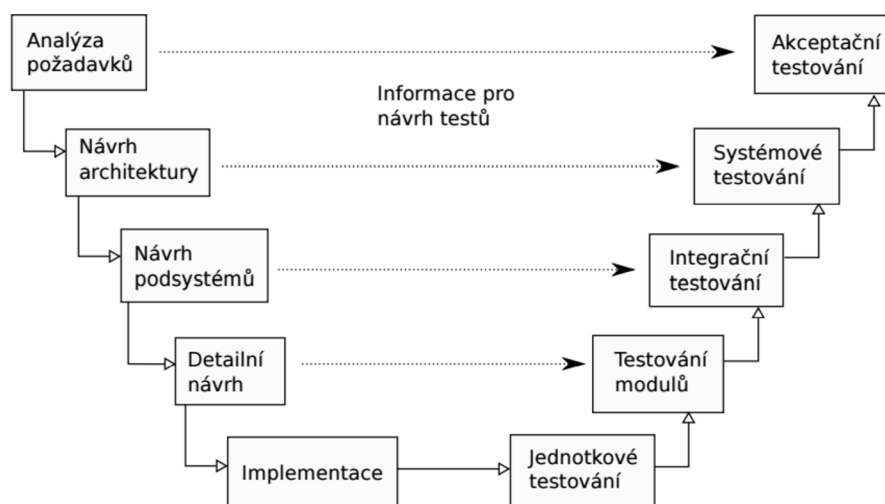 Analýza
požadavků
Akceptační
testování
Informace pro
návrh testů
Návrh
architektury
Systémové
testování
Návrh
podsystémů
Integrační
testování
Detailní
návrh
Testování
modulů
Implementace
Jednotkové
testování